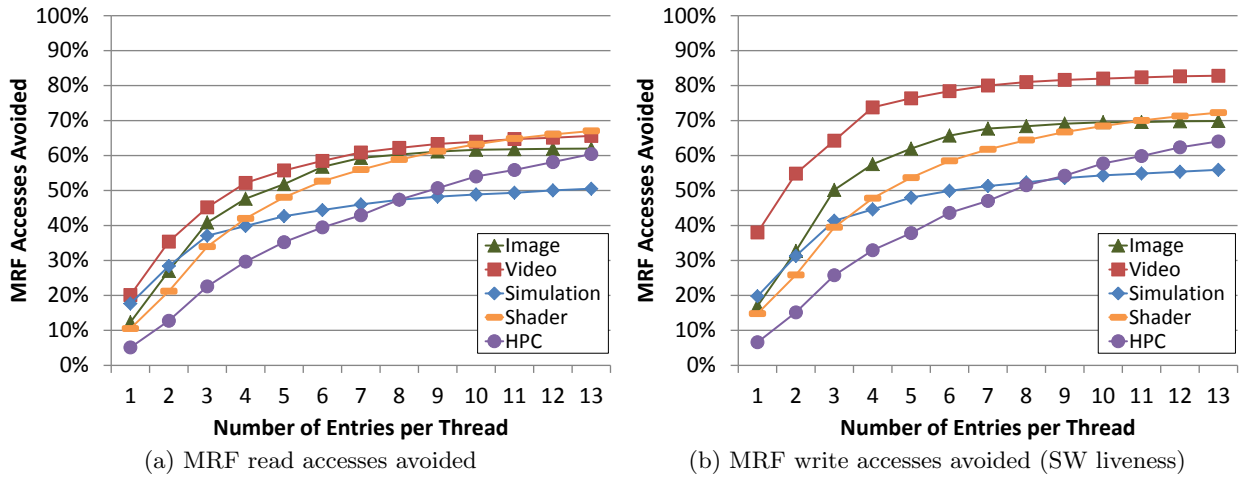 100%
90%
80%
70%
60%
50%
40%
30%
20%
10%
0%
MRF Accesses Avoided
1 2 3 4 5 6 7 8 9 10 11 12 13
Number of Entries per Thread
Image
Video
Simulation
Shader
HPC
(a) MRF read accesses avoided
100%
90%
80%
70%
60%
50%
40%
30%
20%
10%
0%
MRF Accesses Avoided
1 2 3 4 5 6 7 8 9 10 11 12 13
Number of Entries per Thread
Image
Video
Simulation
Shader
HPC
(b) MRF write accesses avoided (SW liveness)